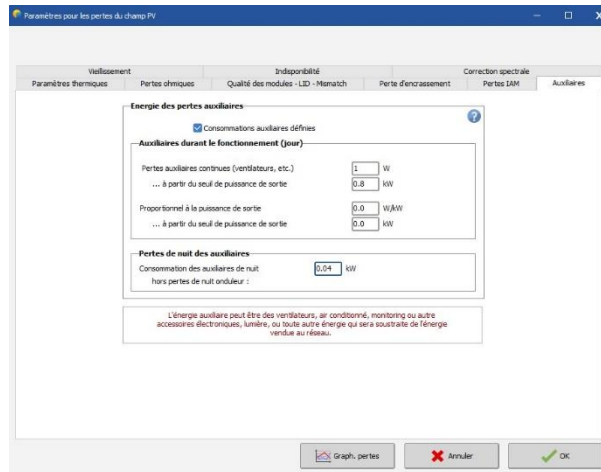 Paramètres pour les pertes du champ PV
Vieillissement Indisponibilité Correction spectrale
Paramètres thermiques Pertes ohmiques Qualité des modules - LID - Mismatch Perte d'encrassement Pertes IAM Auxiliaires
Energie des pertes auxiliaires
?
Consommations auxiliaires définies
Auxiliaires durant le fonctionnement (jour)
Pertes auxiliaires continues (ventilateurs, etc.) 1 W
... à partir du seuil de puissance de sortie 0.8 kW
Proportionnel à la puissance de sortie 0.0 W/kW
... à partir du seuil de puissance de sortie 0.0 kW
Pertes de nuit des auxiliaires
Consommation des auxiliaires de nuit 0.04 kW
hors pertes de nuit onduleur :
L'énergie auxiliaire peut être des ventilateurs, air conditionné, monitoring ou autre
accessoires électroniques, lumière, ou toute autre énergie qui sera soustraite de l'énergie
vendue au réseau.
Graph. pertes Annuler OK